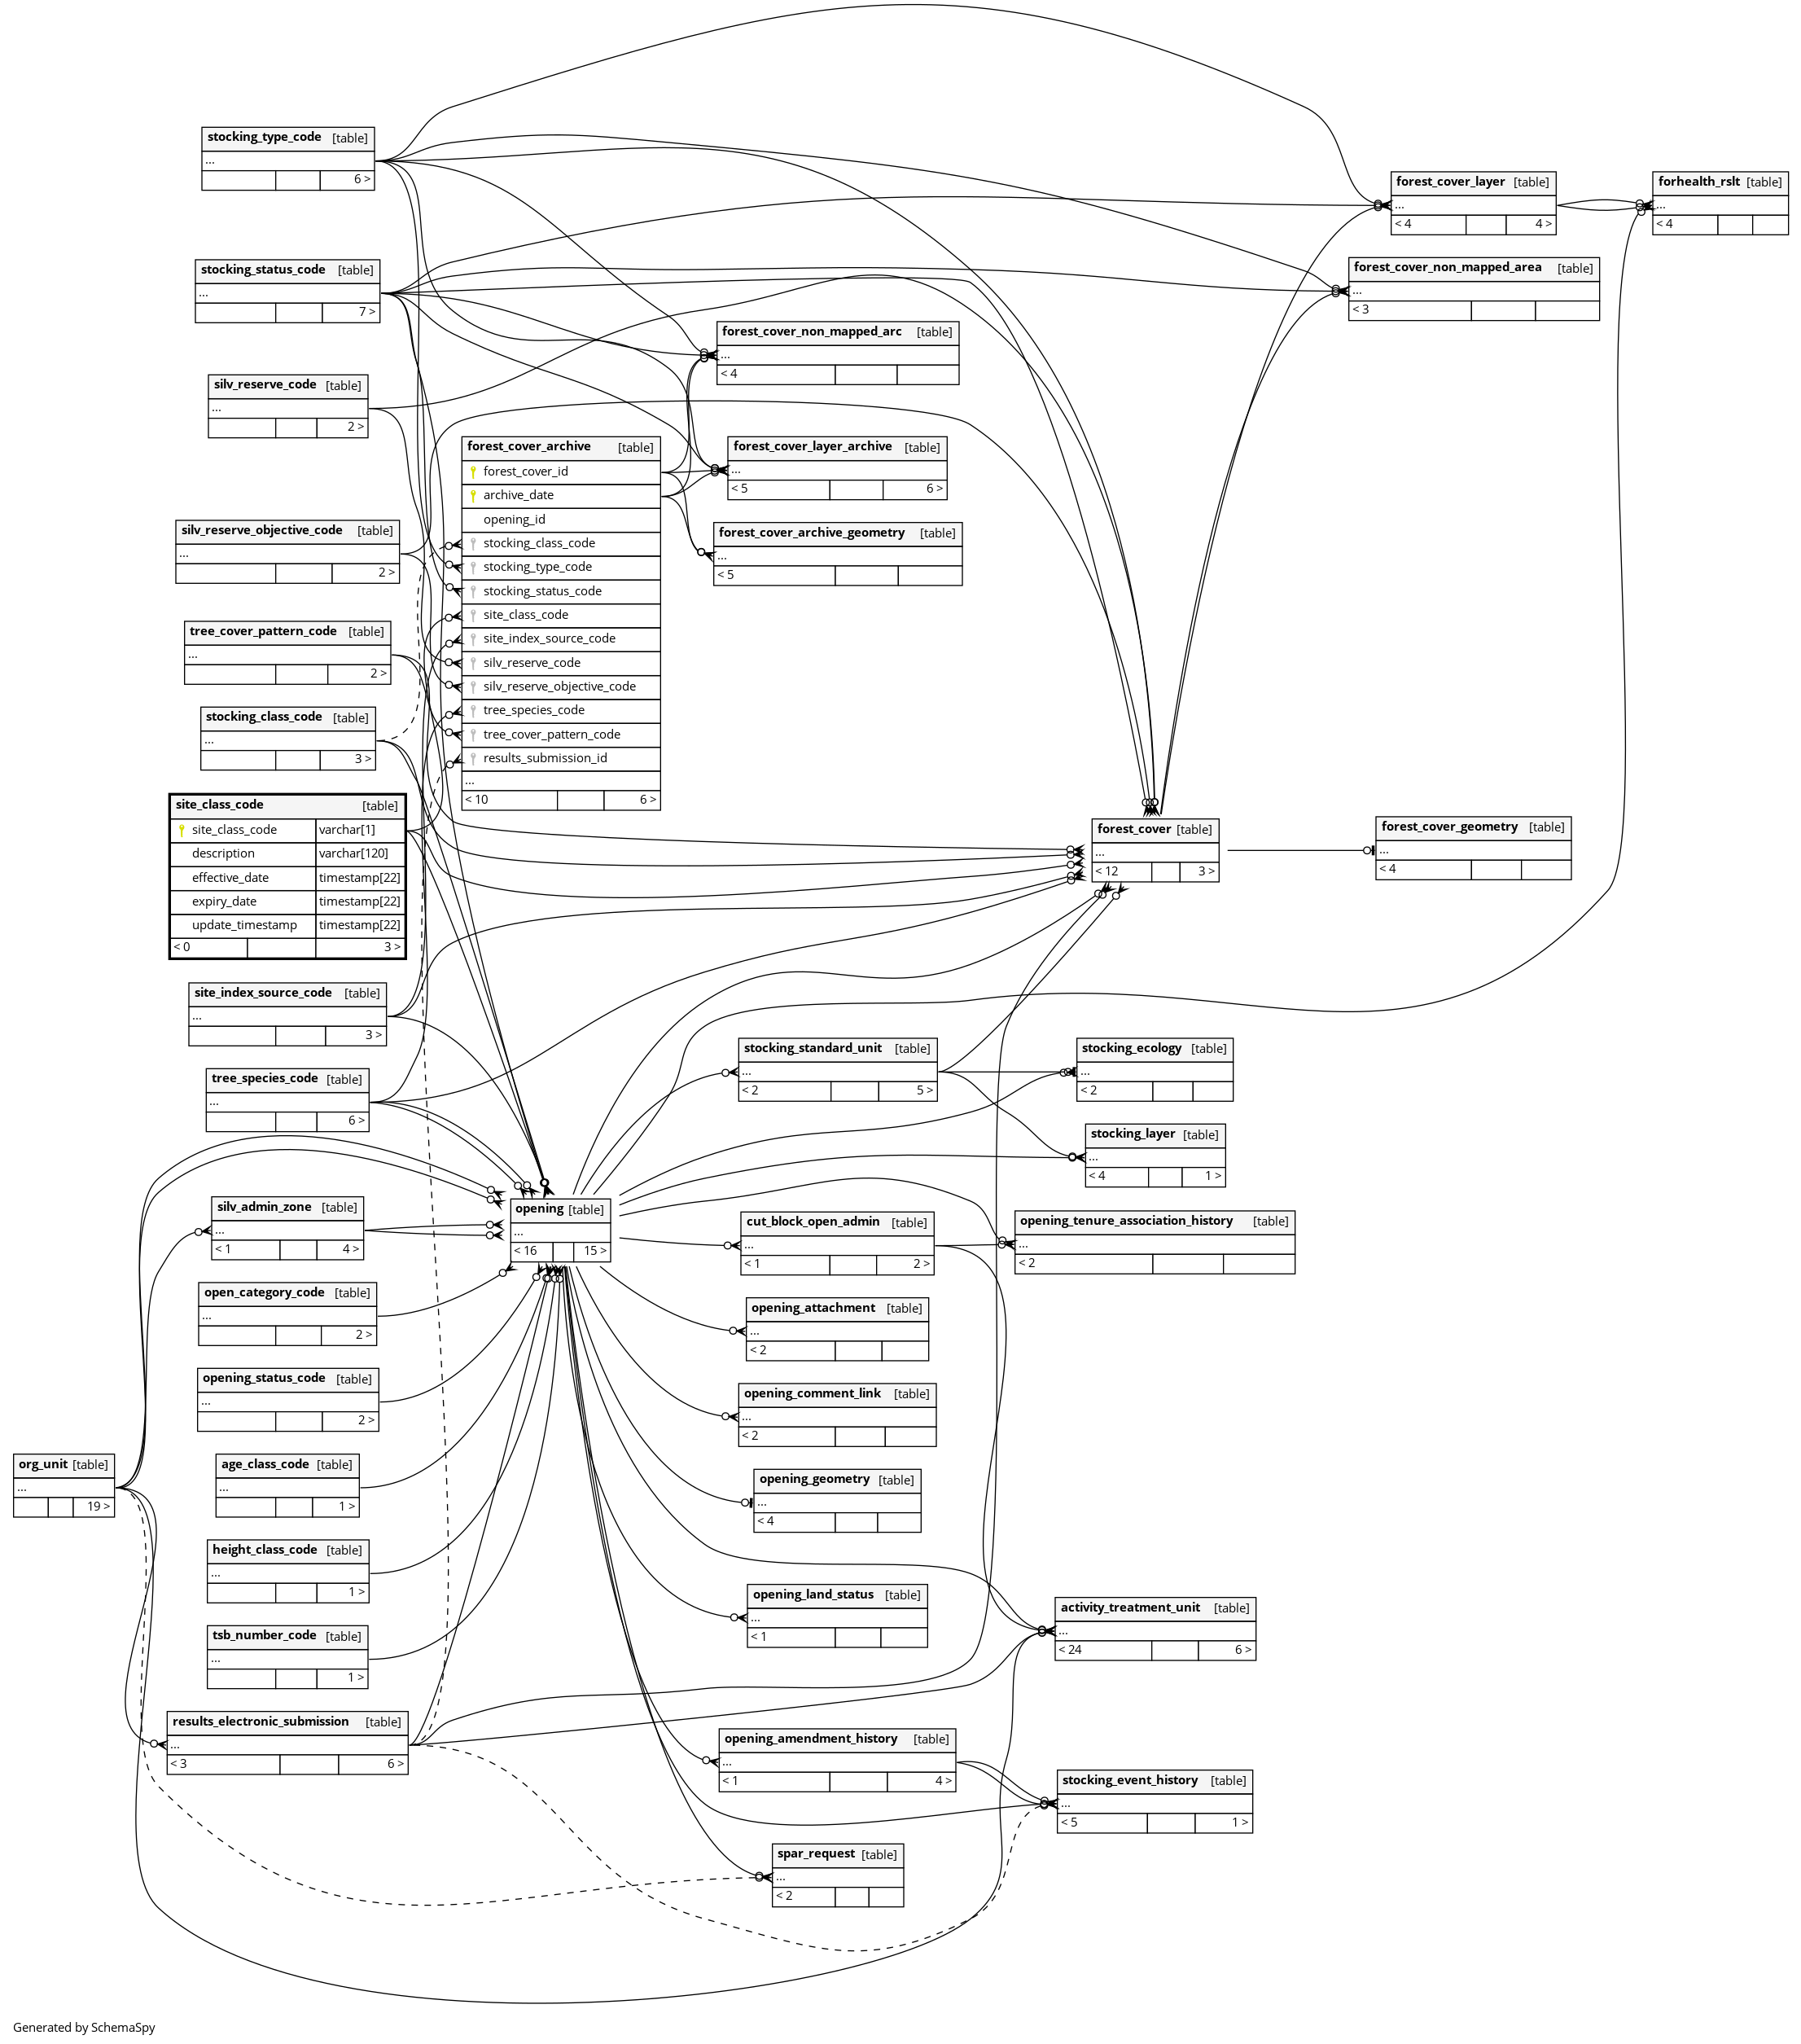 stocking_type_code [table]
...
6 >
forest_cover_layer [table]
...
< 4 4 >
forhealth_rslt [table]
...
< 4
stocking_status_code [table]
...
7 >
forest_cover_non_mapped_area [table]
...
< 3
forest_cover_non_mapped_arc [table]
...
< 4
silv_reserve_code [table]
...
2 >
forest_cover_archive [table]
forest_cover_id
archive_date
opening_id
stocking_class_code
stocking_type_code
stocking_status_code
site_class_code
site_index_source_code
silv_reserve_code
silv_reserve_objective_code
tree_species_code
tree_cover_pattern_code
results_submission_id
...
< 10 6 >
forest_cover_layer_archive [table]
...
< 5 6 >
forest_cover_archive_geometry [table]
...
< 5
silv_reserve_objective_code [table]
...
2 >
tree_cover_pattern_code [table]
...
2 >
stocking_class_code [table]
...
3 >
site_class_code [table]
site_class_code varchar[1]
description varchar[120]
effective_date timestamp[22]
expiry_date timestamp[22]
update_timestamp timestamp[22]
< 0 3 >
forest_cover [table]
...
< 12 3 >
forest_cover_geometry [table]
...
< 4
site_index_source_code [table]
...
3 >
tree_species_code [table]
...
6 >
stocking_standard_unit [table]
...
< 2 5 >
stocking_ecology [table]
...
< 2
stocking_layer [table]
...
< 4 1 >
silv_admin_zone [table]
...
< 1 4 >
opening [table]
...
< 16 15 >
cut_block_open_admin [table]
...
< 1 2 >
opening_tenure_association_history [table]
...
< 2
open_category_code [table]
...
2 >
opening_attachment [table]
...
< 2
opening_status_code [table]
...
2 >
opening_comment_link [table]
...
< 2
org_unit [table]
...
19 >
age_class_code [table]
...
1 >
opening_geometry [table]
...
< 4
height_class_code [table]
...
1 >
opening_land_status [table]
...
< 1
activity_treatment_unit [table]
...
< 24 6 >
tsb_number_code [table]
...
1 >
results_electronic_submission [table]
...
< 3 6 >
opening_amendment_history [table]
...
< 1 4 >
stocking_event_history [table]
...
< 5 1 >
spar_request [table]
...
< 2
Generated by SchemaSpy